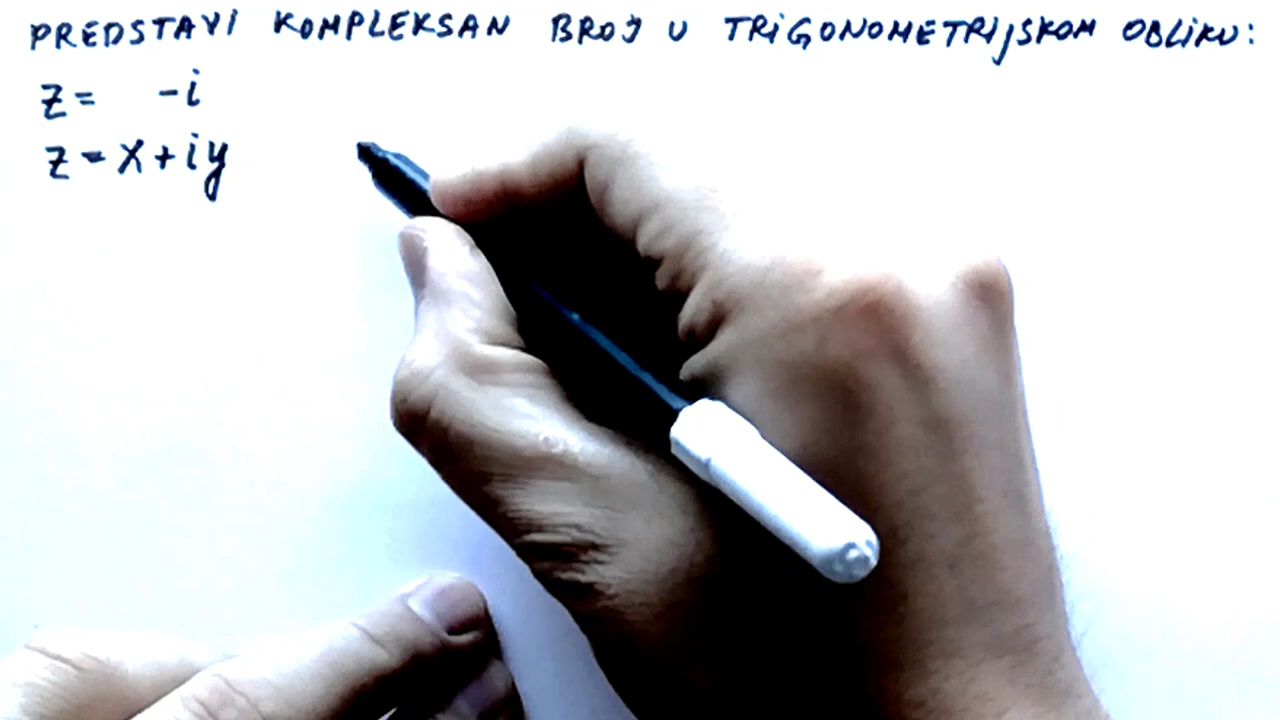 PREDSTAVI KOMPLEKSAN BROJ U TRIGONOMETRIJSKOM OBLIKU:
z = -i
z = x + iy